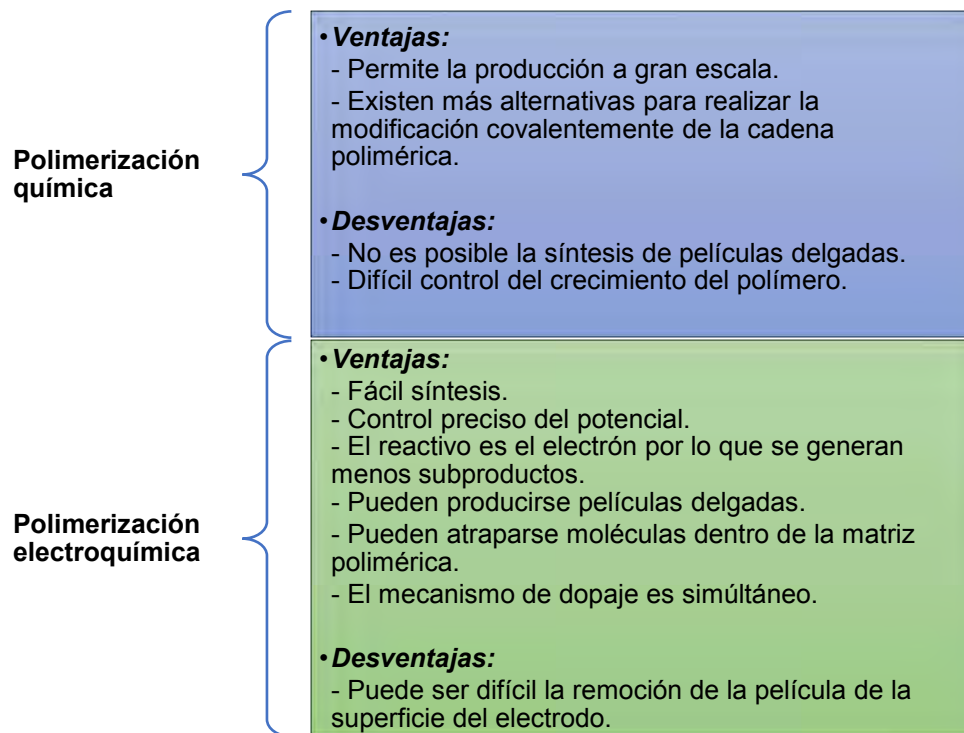 Polimerización
química
• Ventajas:
- Permite la producción a gran escala.
- Existen más alternativas para realizar la
modificación covalentemente de la cadena
polimérica.
• Desventajas:
- No es posible la síntesis de películas delgadas.
- Difícil control del crecimiento del polímero.
Polimerización
electroquímica
• Ventajas:
- Fácil síntesis.
- Control preciso del potencial.
- El reactivo es el electrón por lo que se generan
menos subproductos.
- Pueden producirse películas delgadas.
- Pueden atraparse moléculas dentro de la matriz
polimérica.
- El mecanismo de dopaje es simúltáneo.
• Desventajas:
- Puede ser difícil la remoción de la película de la
superficie del electrodo.